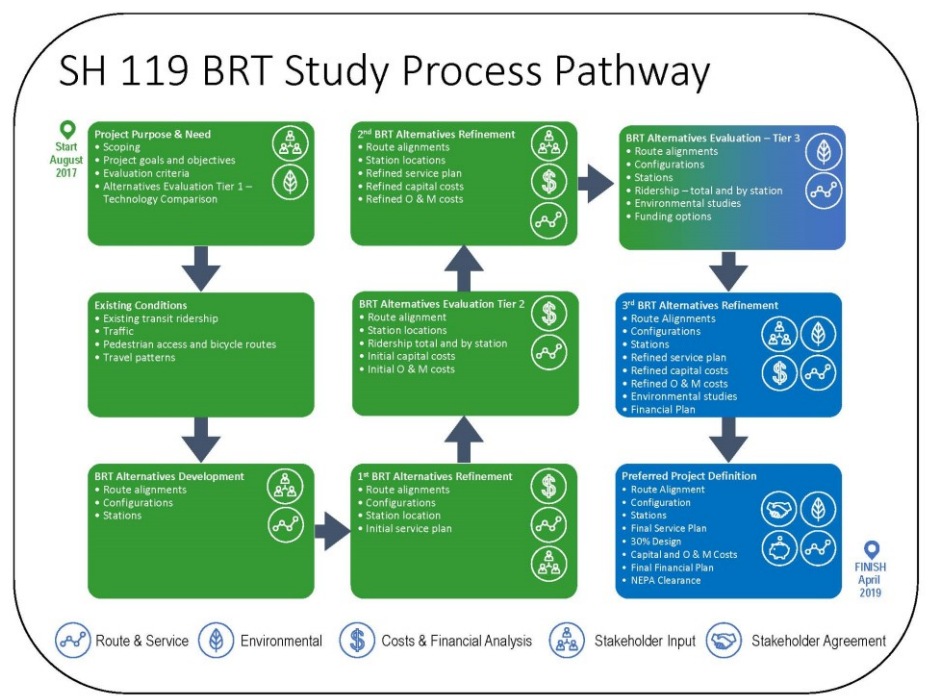 SH 119 BRT Study Process Pathway
Start
August
2017
Project Purpose & Need
• Scoping
• Project goals and objectives
• Evaluation criteria
• Alternatives Evaluation Tier 1 –
Technology Comparison
Existing Conditions
• Existing transit ridership
• Traffic
• Pedestrian access and bicycle routes
• Travel patterns
BRT Alternatives Development
• Route alignments
• Configurations
• Stations
1st BRT Alternatives Refinement
• Route alignments
• Configurations
• Station location
• Initial service plan
BRT Alternatives Evaluation Tier 2
• Route alignment
• Station locations
• Ridership total and by station
• Initial capital costs
• Initial O & M costs
2nd BRT Alternatives Refinement
• Route alignments
• Station locations
• Refined service plan
• Refined capital costs
• Refined O & M costs
BRT Alternatives Evaluation – Tier 3
• Route alignments
• Configurations
• Stations
• Ridership – total and by station
• Environmental studies
• Funding options
3rd BRT Alternatives Refinement
• Route Alignments
• Configurations
• Stations
• Refined service plan
• Refined capital costs
• Refined O & M costs
• Environmental studies
• Financial Plan
Preferred Project Definition
• Route Alignment
• Configuration
• Stations
• Final Service Plan
• 30% Design
• Capital and O & M Costs
• Final Financial Plan
• NEPA Clearance
FINISH
April
2019
Route & Service
Environmental
Costs & Financial Analysis
Stakeholder Input
Stakeholder Agreement